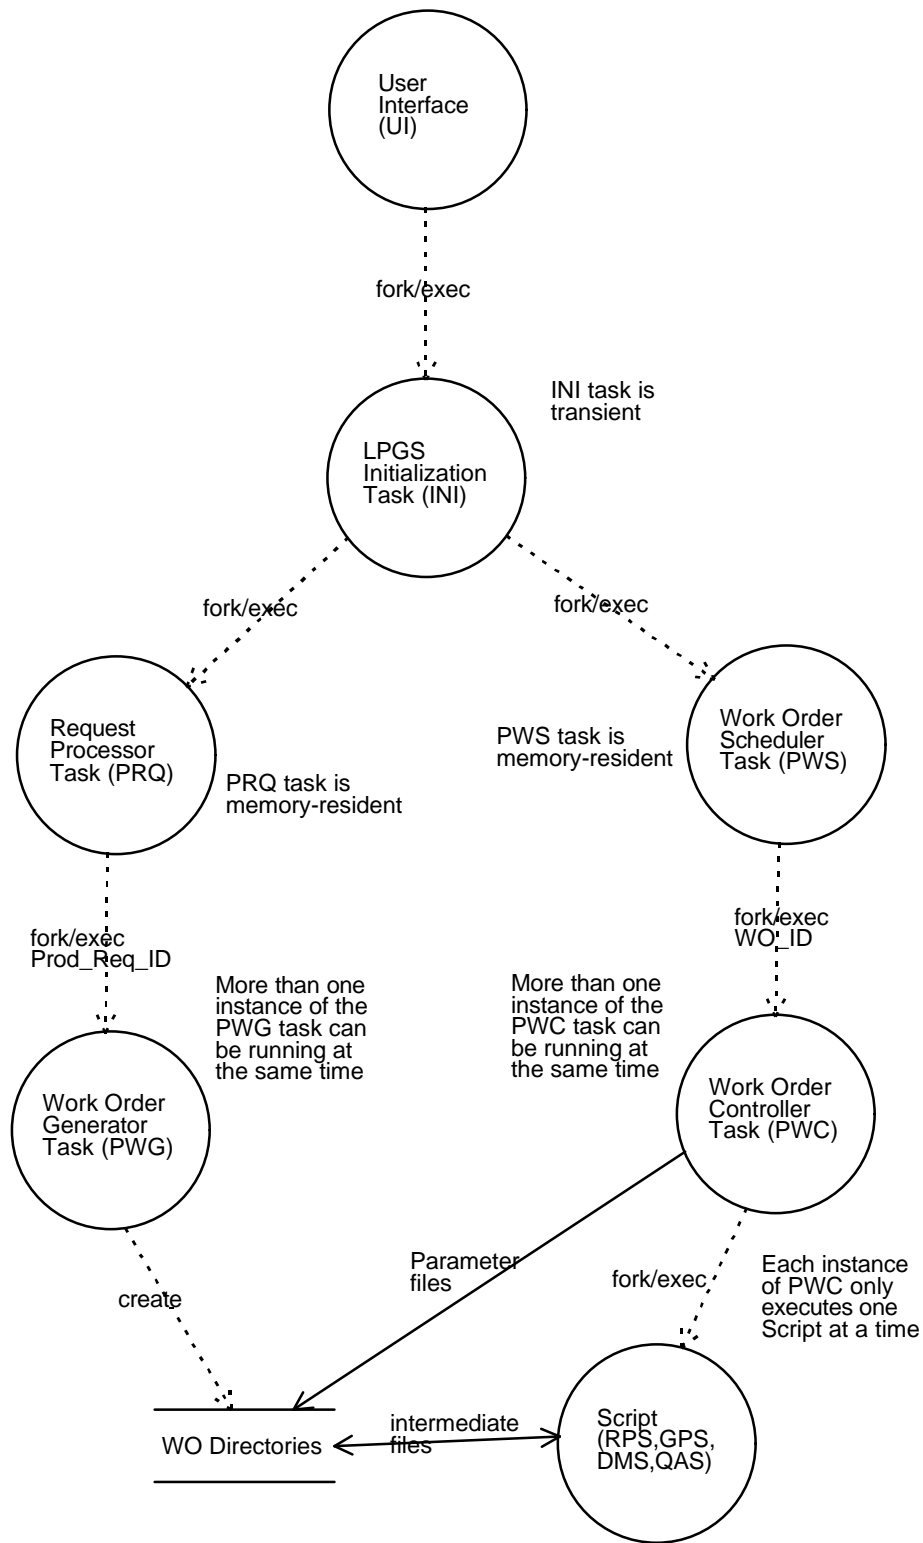 User
Interface
(UI)
fork/exec
INI task is
transient
LPGS
Initialization
Task (INI)
fork/exec
fork/exec
Request
Processor
Task (PRQ)
PRQ task is
memory-resident
PWS task is
memory-resident
Work Order
Scheduler
Task (PWS)
fork/exec
Prod_Req_ID
fork/exec
WO_ID
More than one
instance of the
PWG task can
be running at
the same time
More than one
instance of the
PWC task can
be running at
the same time
Work Order
Generator
Task (PWG)
Work Order
Controller
Task (PWC)
create
Parameter
files
fork/exec
Each instance
of PWC only
executes one
Script at a time
WO Directories
intermediate
files
Script
(RPS,GPS,
DMS,QAS)